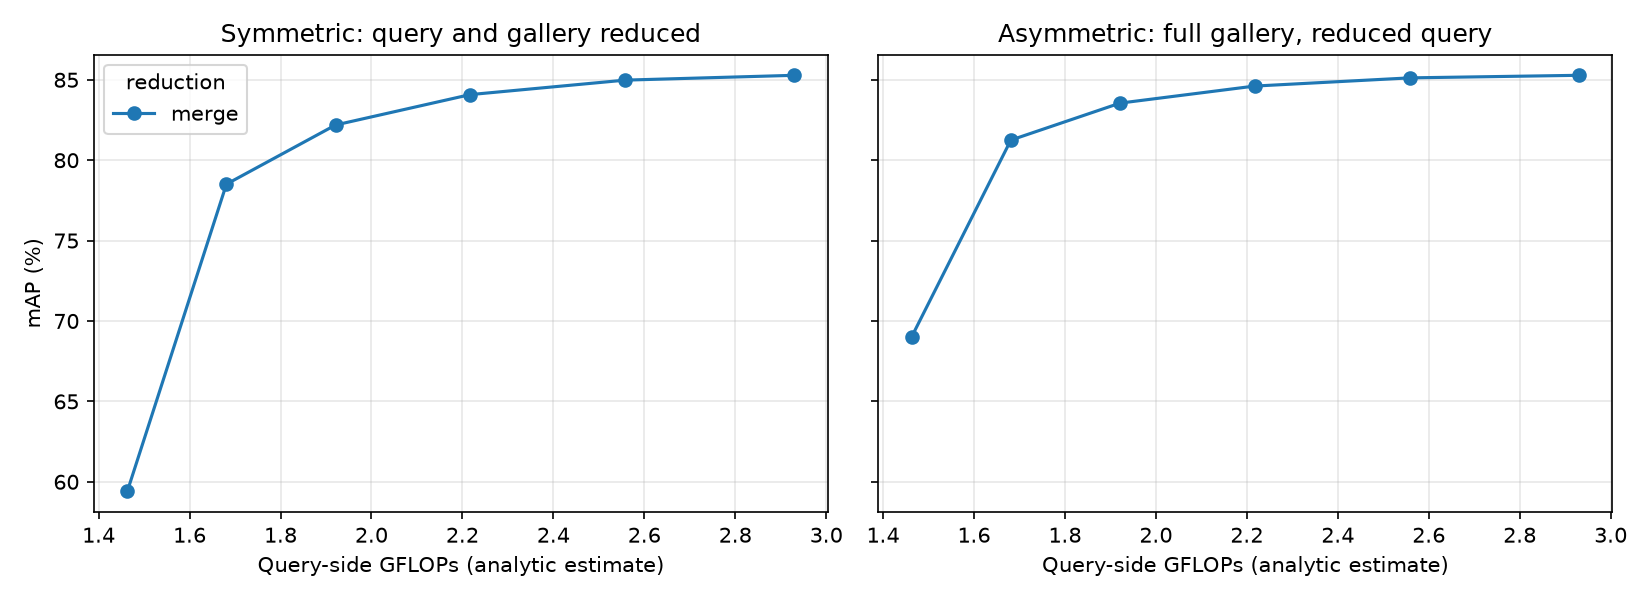 Symmetric: query and gallery reduced
reduction
merge
mAP (%)
85
80
75
70
65
60
1.4 1.6 1.8 2.0 2.2 2.4 2.6 2.8 3.0
Query-side GFLOPs (analytic estimate)
Asymmetric: full gallery, reduced query
1.4 1.6 1.8 2.0 2.2 2.4 2.6 2.8 3.0
Query-side GFLOPs (analytic estimate)